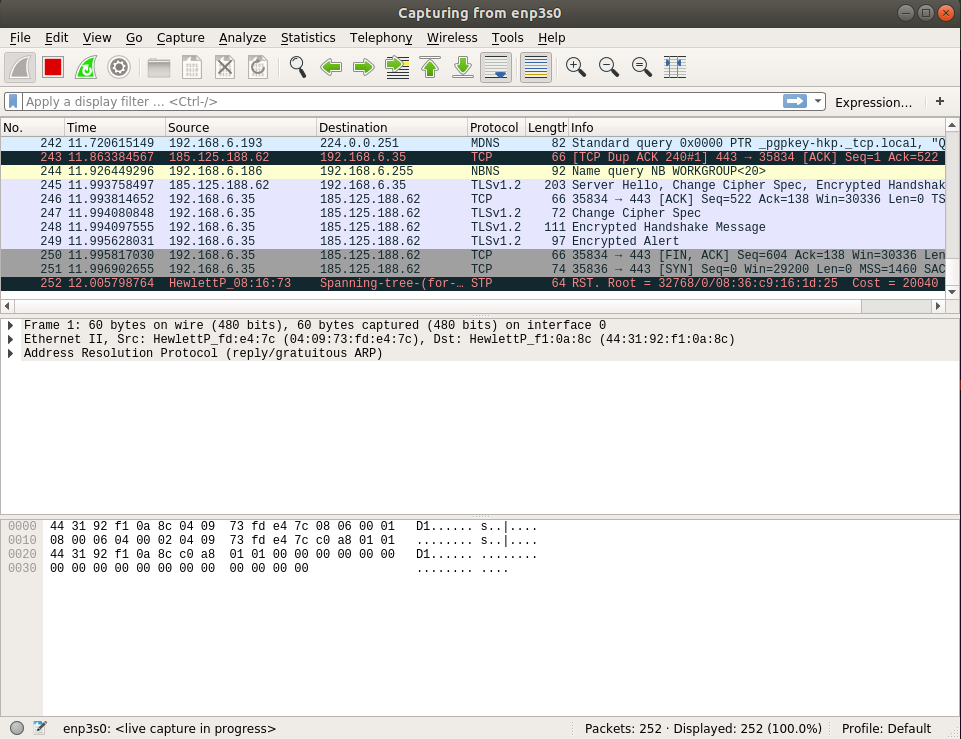 Capturing from enp3s0
File Edit View Go Capture Analyze Statistics Telephony Wireless Tools Help
Apply a display filter ... <Ctrl-/> Expression... +
No. Time Source Destination Protocol Length Info
242 11.720615149 192.168.6.193 224.0.0.251 MDNS 82 Standard query 0x0000 PTR _pgpkey-hkp._tcp.local, "Q
243 11.863384567 185.125.188.62 192.168.6.35 TCP 66 [TCP Dup ACK 240#1] 443 → 35834 [ACK] Seq=1 Ack=522
244 11.926449296 192.168.6.186 192.168.6.255 NBNS 92 Name query NB WORKGROUP<20>
245 11.993758497 185.125.188.62 192.168.6.35 TLSv1.2 203 Server Hello, Change Cipher Spec, Encrypted Handshak
246 11.993814652 192.168.6.35 185.125.188.62 TCP 66 35834 → 443 [ACK] Seq=522 Ack=138 Win=30336 Len=0 TS
247 11.994080848 192.168.6.35 185.125.188.62 TLSv1.2 72 Change Cipher Spec
248 11.994097555 192.168.6.35 185.125.188.62 TLSv1.2 111 Encrypted Handshake Message
249 11.995628031 192.168.6.35 185.125.188.62 TLSv1.2 97 Encrypted Alert
250 11.995817030 192.168.6.35 185.125.188.62 TCP 66 35834 → 443 [FIN, ACK] Seq=604 Ack=138 Win=30336 Len
251 11.996902655 192.168.6.35 185.125.188.62 TCP 74 35836 → 443 [SYN] Seq=0 Win=29200 Len=0 MSS=1460 SAC
252 12.005798764 HewlettP_08:16:73 Spanning-tree-(for-... STP 64 RST. Root = 32768/0/08:36:c9:16:1d:25 Cost = 20040
Frame 1: 60 bytes on wire (480 bits), 60 bytes captured (480 bits) on interface 0
Ethernet II, Src: HewlettP_fd:e4:7c (04:09:73:fd:e4:7c), Dst: HewlettP_f1:0a:8c (44:31:92:f1:0a:8c)
Address Resolution Protocol (reply/gratuitous ARP)
0000 44 31 92 f1 0a 8c 04 09 73 fd e4 7c 08 06 00 01 D1...... s..|....
0010 08 00 06 04 00 02 04 09 73 fd e4 7c c0 a8 01 01 ........ s..|....
0020 44 31 92 f1 0a 8c c0 a8 01 01 00 00 00 00 00 00 D1...... ........
0030 00 00 00 00 00 00 00 00 00 00 00 00 ........ ....
enp3s0: <live capture in progress> Packets: 252 · Displayed: 252 (100.0%) Profile: Default